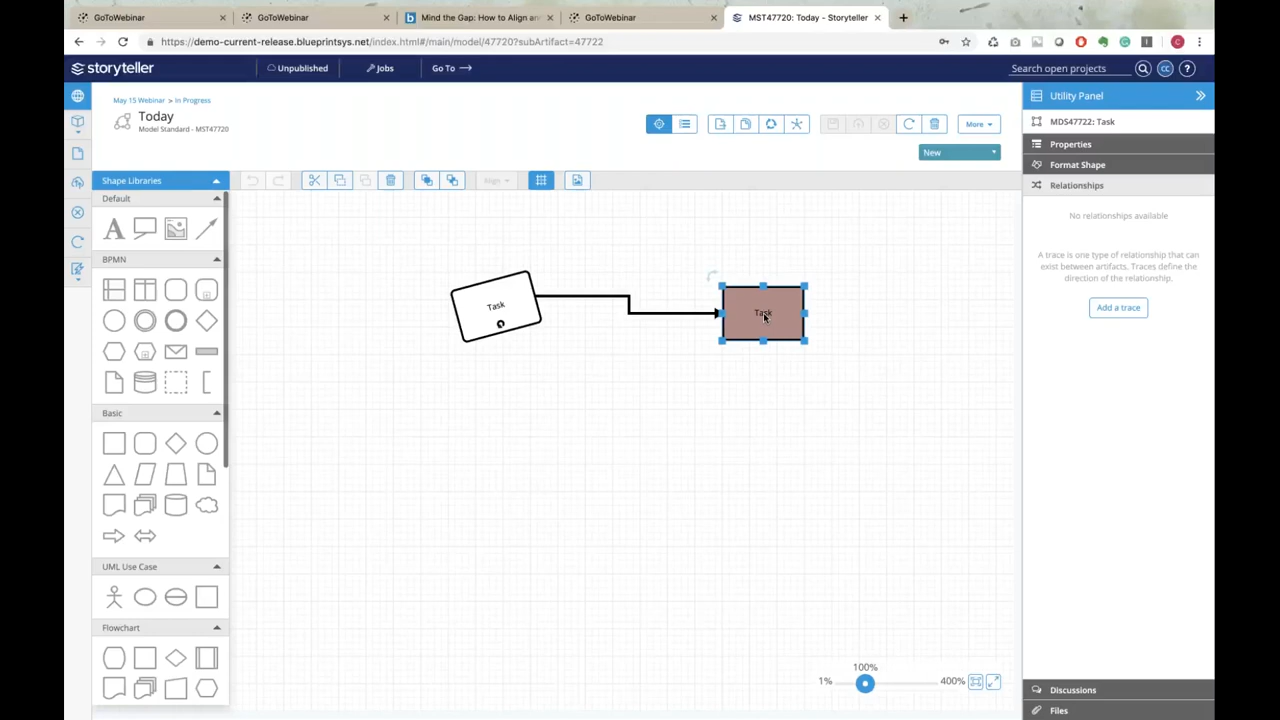 GoToWebinar
GoToWebinar
Mind the Gap: How to Align an
GoToWebinar
MST47720: Today - Storyteller
https://demo-current-release.blueprintsys.net/index.html#/main/model/47720?subArtifact=47722
storyteller
Unpublished
Jobs
Go To
Search open projects
CC
?
May 15 Webinar > In Progress
Today
Model Standard - MST47720
More
New
Utility Panel
MDS47722: Task
Properties
Format Shape
Relationships
No relationships available
A trace is one type of relationship that can
exist between artifacts. Traces define the
direction of the relationship.
Add a trace
Shape Libraries
Align
Default
A
BPMN
Basic
UML Use Case
Flowchart
Task
Task
100%
1%
400%
Discussions
Files